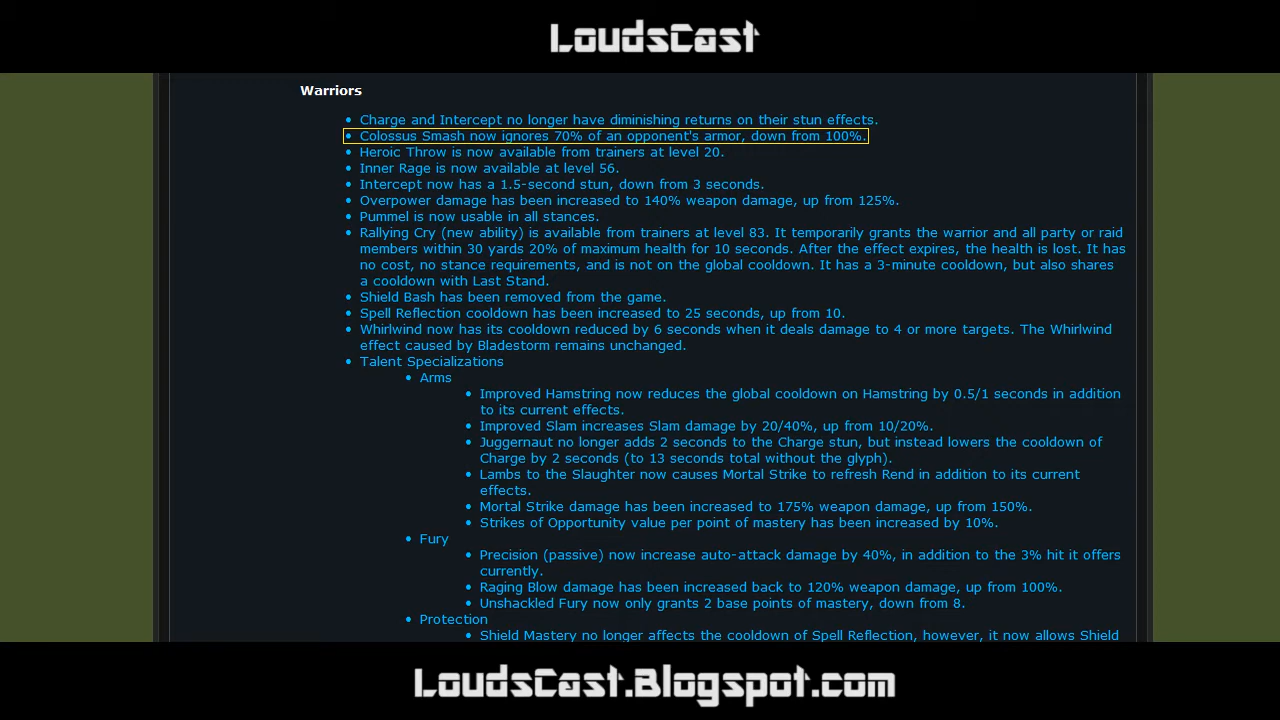 LoudsCast
Warriors
• Charge and Intercept no longer have diminishing returns on their stun effects.
• Colossus Smash now ignores 70% of an opponent's armor, down from 100%.
• Heroic Throw is now available from trainers at level 20.
• Inner Rage is now available at level 56.
• Intercept now has a 1.5-second stun, down from 3 seconds.
• Overpower damage has been increased to 140% weapon damage, up from 125%.
• Pummel is now usable in all stances.
• Rallying Cry (new ability) is available from trainers at level 83. It temporarily grants the warrior and all party or raid
members within 30 yards 20% of maximum health for 10 seconds. After the effect expires, the health is lost. It has
no cost, no stance requirements, and is not on the global cooldown. It has a 3-minute cooldown, but also shares
a cooldown with Last Stand.
• Shield Bash has been removed from the game.
• Spell Reflection cooldown has been increased to 25 seconds, up from 10.
• Whirlwind now has its cooldown reduced by 6 seconds when it deals damage to 4 or more targets. The Whirlwind
effect caused by Bladestorm remains unchanged.
• Talent Specializations
• Arms
• Improved Hamstring now reduces the global cooldown on Hamstring by 0.5/1 seconds in addition
to its current effects.
• Improved Slam increases Slam damage by 20/40%, up from 10/20%.
• Juggernaut no longer adds 2 seconds to the Charge stun, but instead lowers the cooldown of
Charge by 2 seconds (to 13 seconds total without the glyph).
• Lambs to the Slaughter now causes Mortal Strike to refresh Rend in addition to its current
effects.
• Mortal Strike damage has been increased to 175% weapon damage, up from 150%.
• Strikes of Opportunity value per point of mastery has been increased by 10%.
• Fury
• Precision (passive) now increase auto-attack damage by 40%, in addition to the 3% hit it offers
currently.
• Raging Blow damage has been increased back to 120% weapon damage, up from 100%.
• Unshackled Fury now only grants 2 base points of mastery, down from 8.
• Protection
• Shield Mastery no longer affects the cooldown of Spell Reflection, however, it now allows Shield
LoudsCast.Blogspot.com